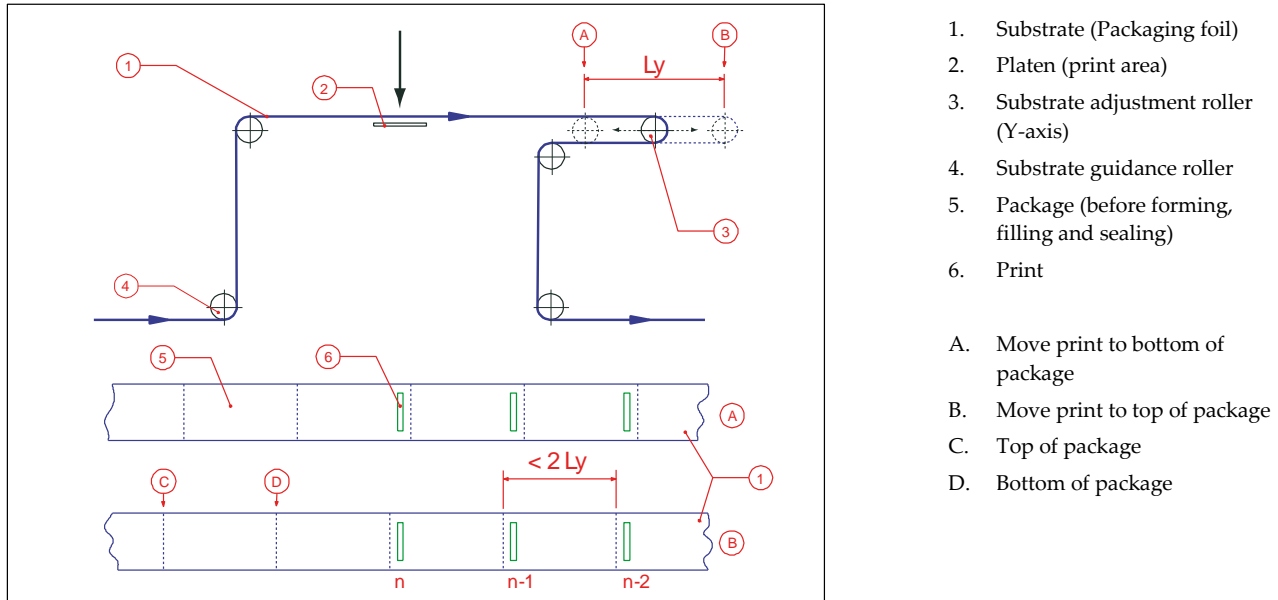 A B
Ly
1
2
3
4
5
6
A
< 2 Ly
C D
1
B
n n-1 n-2
1. Substrate (Packaging foil)
2. Platen (print area)
3. Substrate adjustment roller
(Y-axis)
4. Substrate guidance roller
5. Package (before forming,
filling and sealing)
6. Print
A. Move print to bottom of
package
B. Move print to top of package
C. Top of package
D. Bottom of package